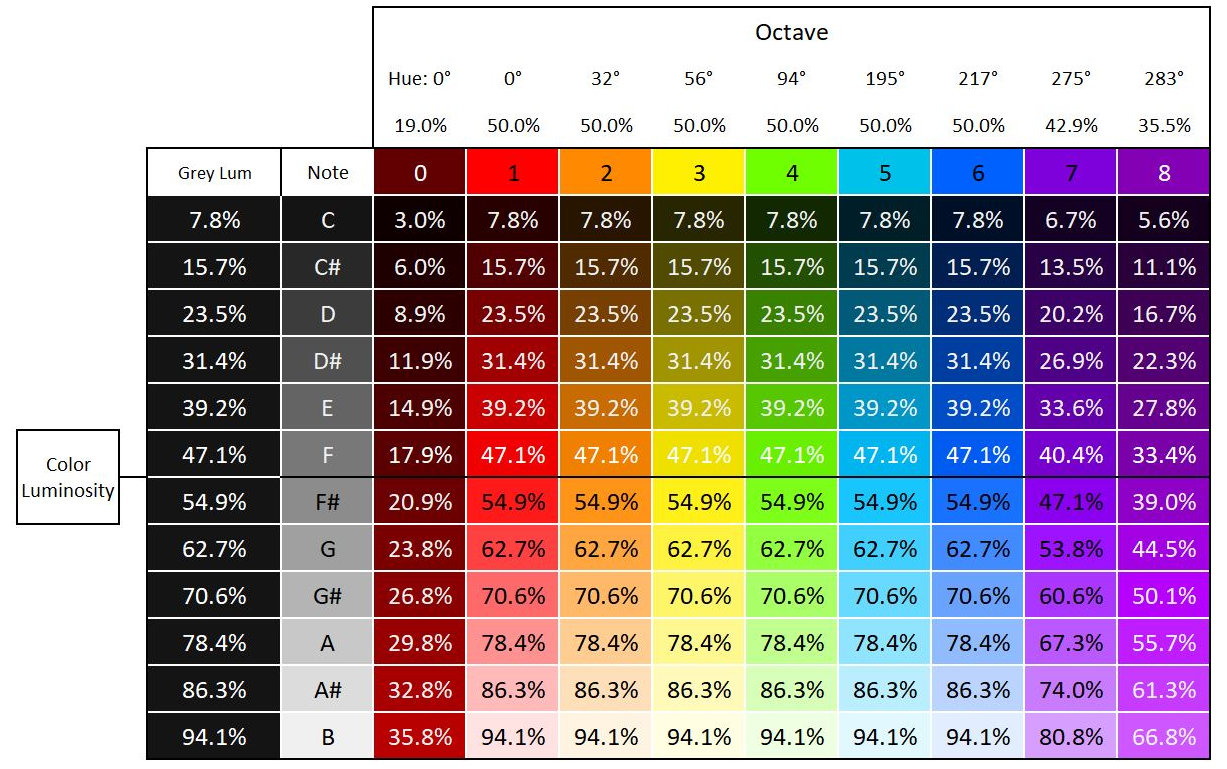 Octave
Hue: 0° 0° 32° 56° 94° 195° 217° 275° 283°
19.0% 50.0% 50.0% 50.0% 50.0% 50.0% 50.0% 42.9% 35.5%
Grey Lum Note 0 1 2 3 4 5 6 7 8
7.8% C 3.0% 7.8% 7.8% 7.8% 7.8% 7.8% 7.8% 6.7% 5.6%
15.7% C# 6.0% 15.7% 15.7% 15.7% 15.7% 15.7% 15.7% 13.5% 11.1%
23.5% D 8.9% 23.5% 23.5% 23.5% 23.5% 23.5% 23.5% 20.2% 16.7%
31.4% D# 11.9% 31.4% 31.4% 31.4% 31.4% 31.4% 31.4% 26.9% 22.3%
39.2% E 14.9% 39.2% 39.2% 39.2% 39.2% 39.2% 39.2% 33.6% 27.8%
47.1% F 17.9% 47.1% 47.1% 47.1% 47.1% 47.1% 47.1% 40.4% 33.4%
Color
Luminosity
54.9% F# 20.9% 54.9% 54.9% 54.9% 54.9% 54.9% 54.9% 47.1% 39.0%
62.7% G 23.8% 62.7% 62.7% 62.7% 62.7% 62.7% 62.7% 53.8% 44.5%
70.6% G# 26.8% 70.6% 70.6% 70.6% 70.6% 70.6% 70.6% 60.6% 50.1%
78.4% A 29.8% 78.4% 78.4% 78.4% 78.4% 78.4% 78.4% 67.3% 55.7%
86.3% A# 32.8% 86.3% 86.3% 86.3% 86.3% 86.3% 86.3% 74.0% 61.3%
94.1% B 35.8% 94.1% 94.1% 94.1% 94.1% 94.1% 94.1% 80.8% 66.8%